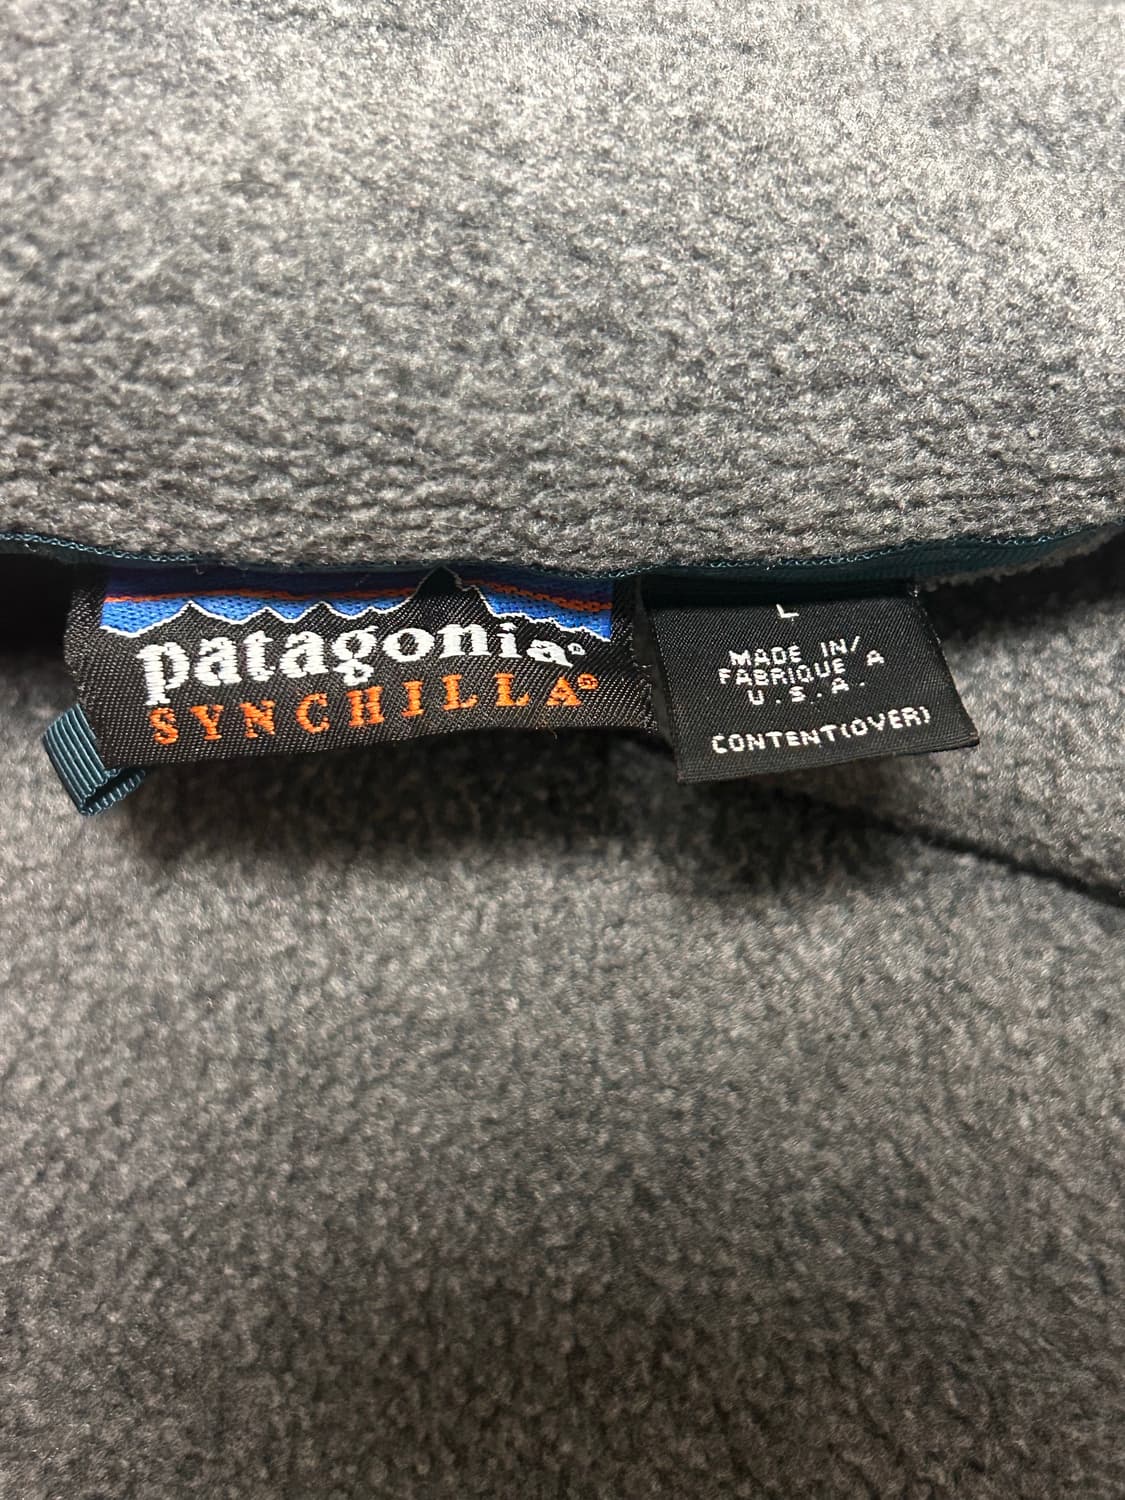 patagonia®
SYNCHILLA®
L
MADE IN/
FABRIQUE A
U.S.A.
CONTENT(OVER)